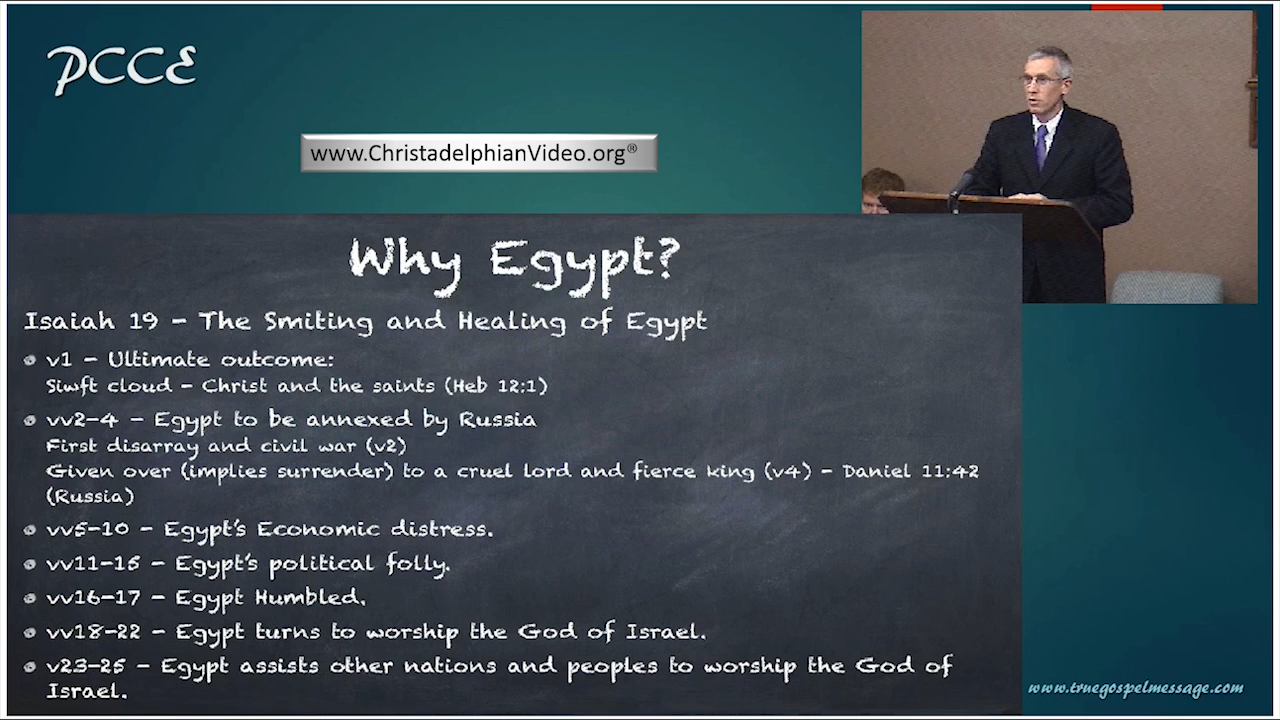 PCCE
www.ChristadelphianVideo.org®
Why Egypt?
Isaiah 19 - The Smiting and Healing of Egypt
v1 - Ultimate outcome:
Siwft cloud - Christ and the saints (Heb 12:1)
vv2-4 - Egypt to be annexed by Russia
First disarray and civil war (v2)
Given over (implies surrender) to a cruel lord and fierce king (v4) - Daniel 11:42
(Russia)
vv5-10 - Egypt's Economic distress.
vv11-15 - Egypt's political folly.
vv16-17 - Egypt Humbled.
vv18-22 - Egypt turns to worship the God of Israel.
v23-25 - Egypt assists other nations and peoples to worship the God of
Israel.
www.truegospelmessage.com